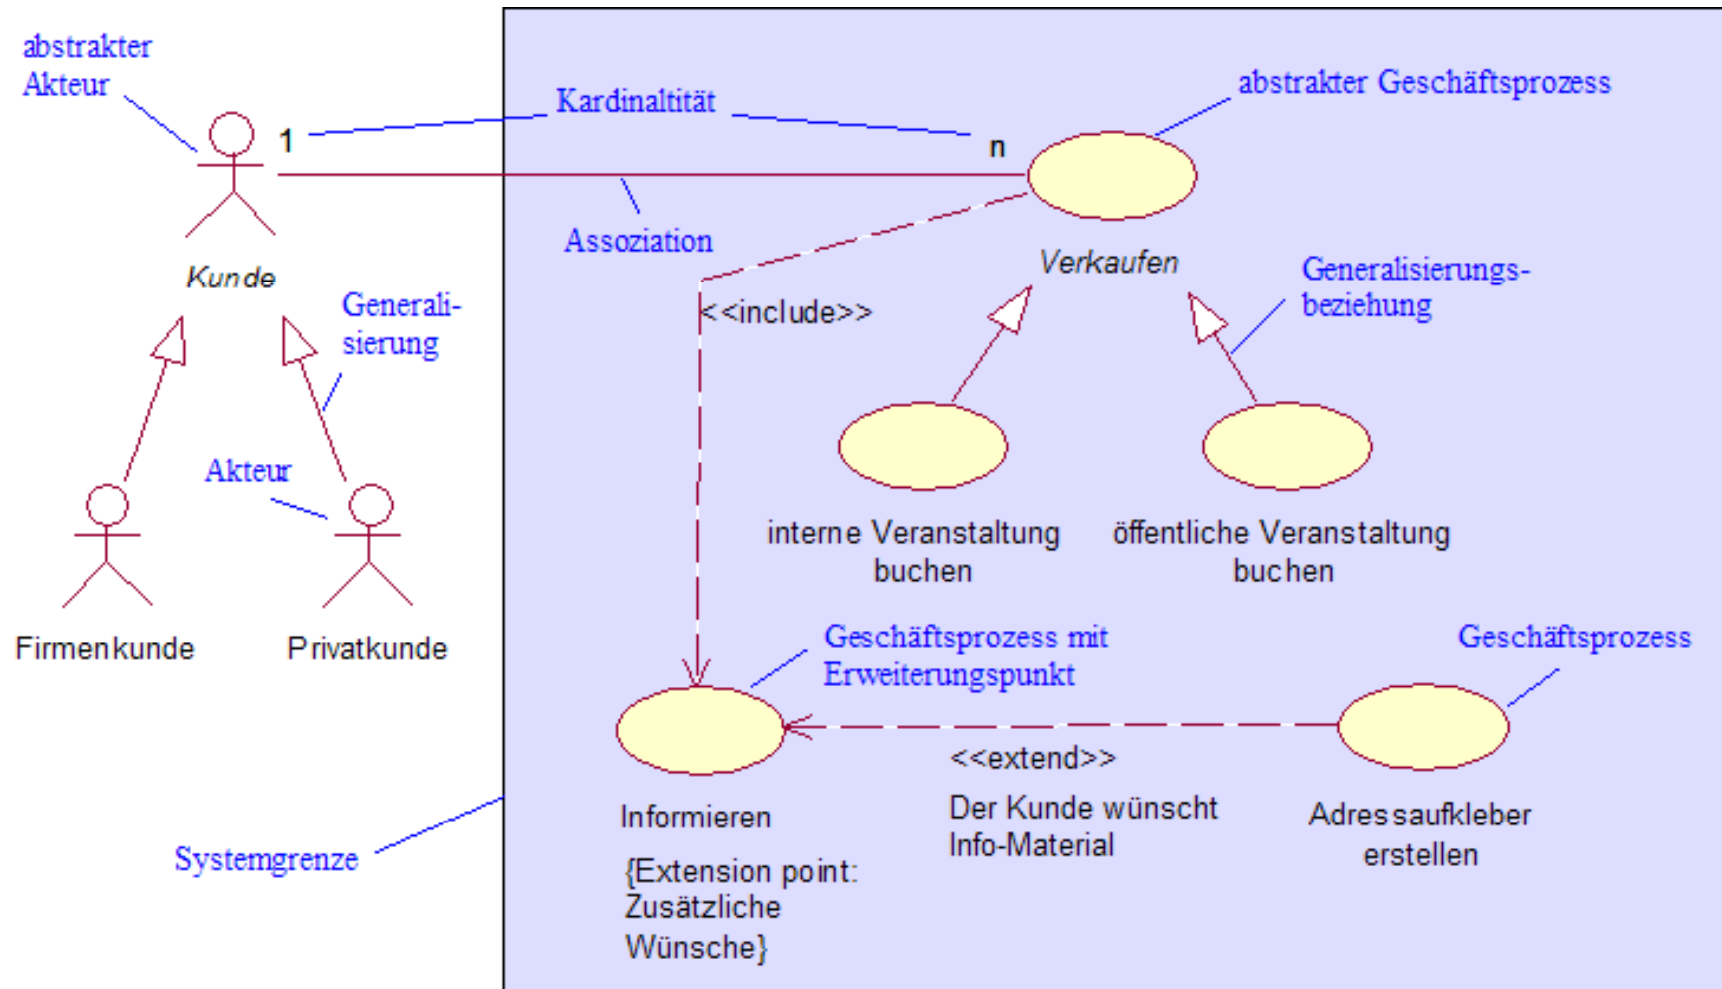 abstrakter
Akteur
Kardinaltität
abstrakter Geschäftsprozess
1
n
Assoziation
Kunde
Verkaufen
Generalisierungs-
beziehung
Generali-
sierung
<<include>>
Akteur
interne Veranstaltung
buchen
öffentliche Veranstaltung
buchen
Firmenkunde
Privatkunde
Geschäftsprozess mit
Erweiterungspunkt
Geschäftsprozess
<<extend>>
Der Kunde wünscht
Info-Material
Informieren
Adressaufkleber
erstellen
Systemgrenze
{Extension point:
Zusätzliche
Wünsche}